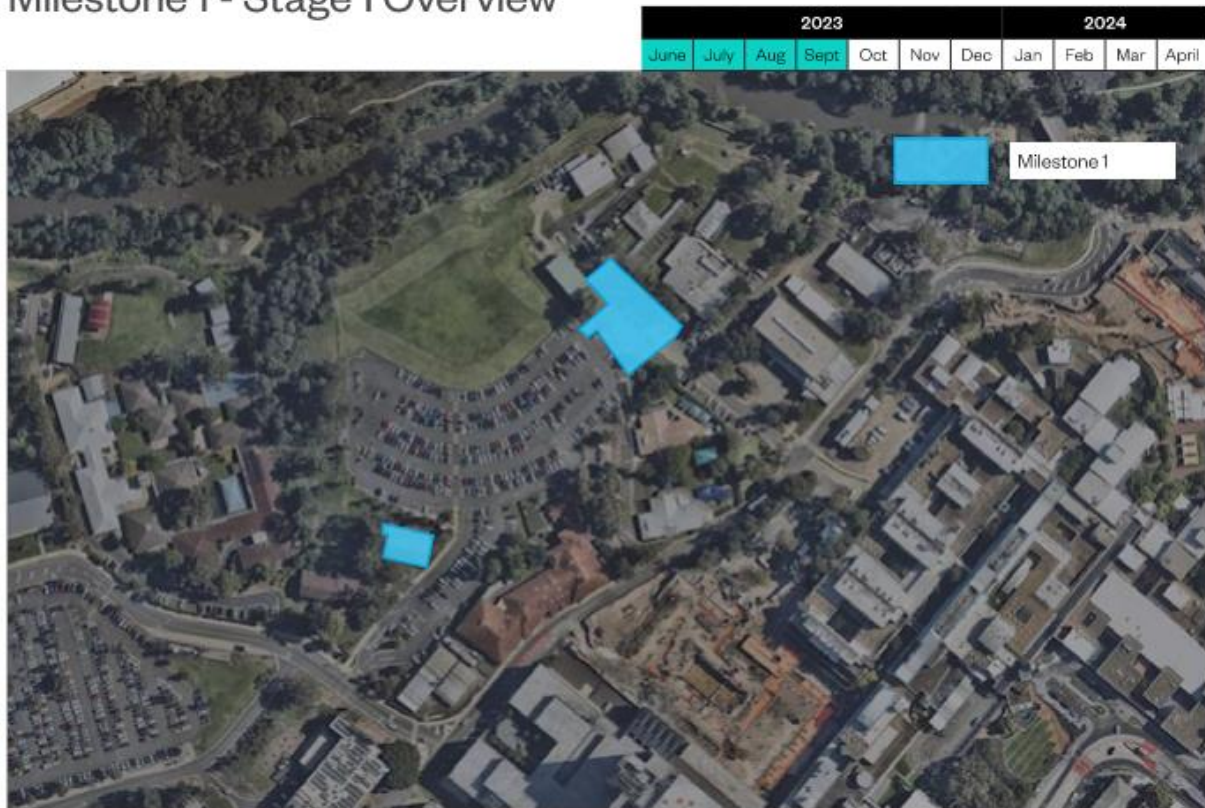 Milestone 1 - Stage 1 Overview
2023 2024
June July Aug Sept Oct Nov Dec Jan Feb Mar April
Milestone 1